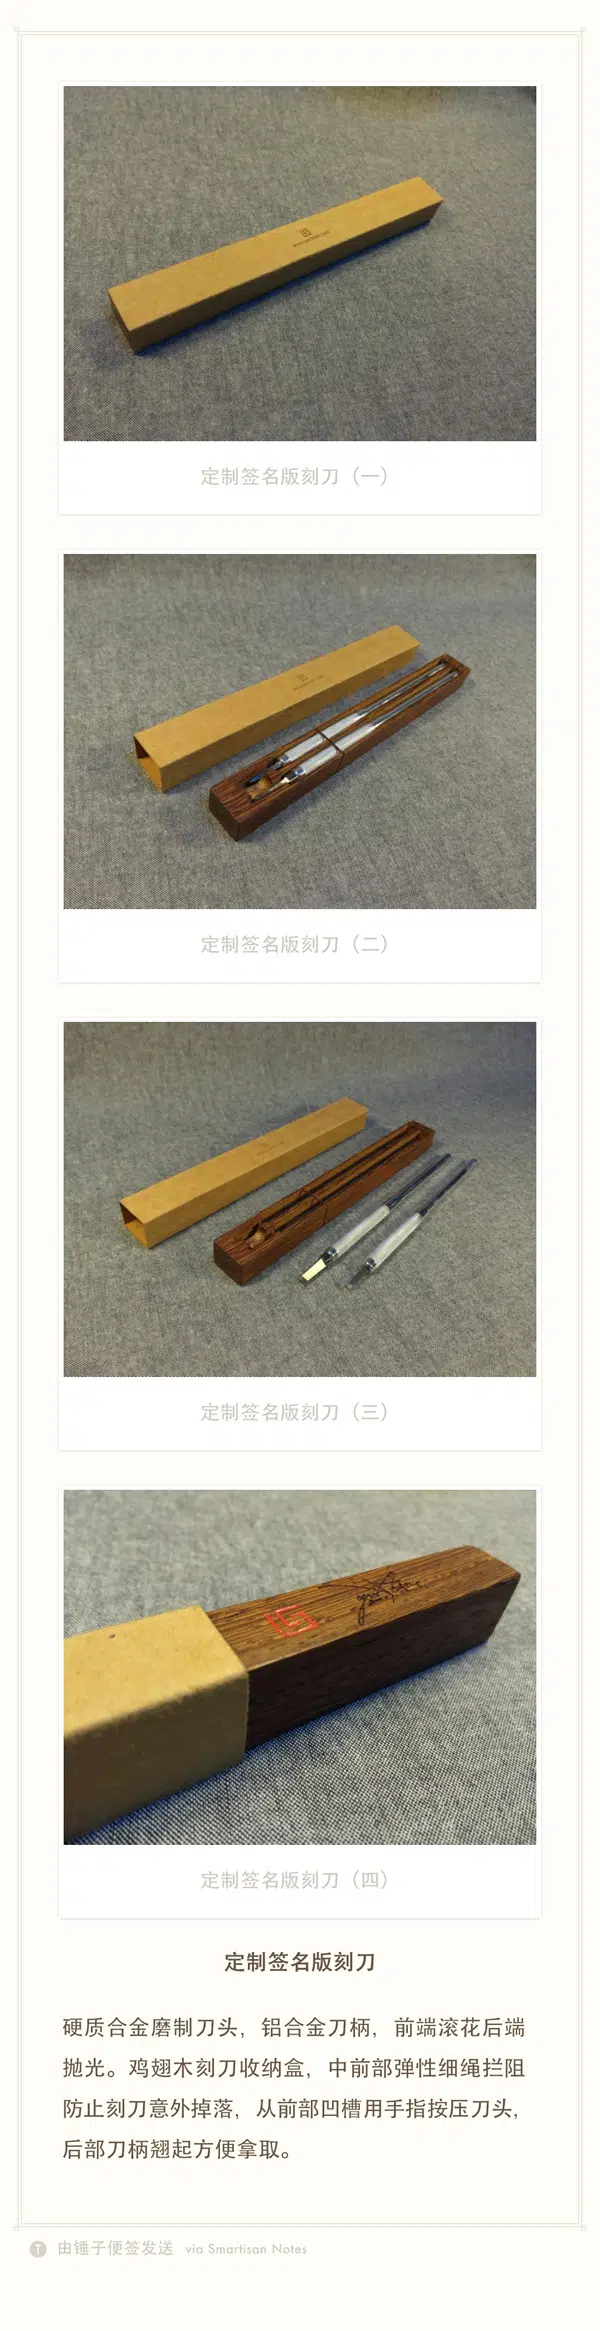 定制签名版刻刀（一）
定制签名版刻刀（二）
定制签名版刻刀（三）
定制签名版刻刀（四）
定制签名版刻刀
硬质合金磨制刀头，铝合金刀柄，前端滚花后端
抛光。鸡翅木刻刀收纳盒，中前部弹性细绳拦阻
防止刻刀意外掉落，从前部凹槽用手指按压刀头，
后部刀柄翘起方便拿取。
T 由锤子便签发送 via Smartisan Notes